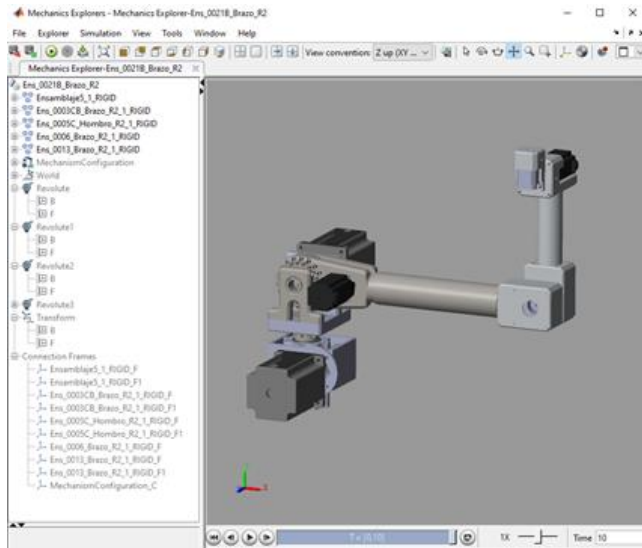 Mechanics Explorers - Mechanics Explorer-Ens_0021B_Brazo_R2
File Explorer Simulation View Tools Window Help
View convention: Z up (XY ...
Mechanics Explorer-Ens_0021B_Brazo_R2
Ens_0021B_Brazo_R2
Ensamblaje5_1_RIGID
Ens_0003CB_Brazo_R2_1_RIGID
Ens_0005C_Hombro_R2_1_RIGID
Ens_0006_Brazo_R2_1_RIGID
Ens_0013_Brazo_R2_1_RIGID
MechanismConfiguration
World
Revolute
B
F
Revolute1
B
F
Revolute2
B
F
Revolute3
Transform
B
F
Connection Frames
Ensamblaje5_1_RIGID_F
Ensamblaje5_1_RIGID_F1
Ens_0003CB_Brazo_R2_1_RIGID_F
Ens_0003CB_Brazo_R2_1_RIGID_F1
Ens_0005C_Hombro_R2_1_RIGID_F
Ens_0005C_Hombro_R2_1_RIGID_F1
Ens_0006_Brazo_R2_1_RIGID_F
Ens_0013_Brazo_R2_1_RIGID_F
Ens_0013_Brazo_R2_1_RIGID_F1
MechanismConfiguration_C
T = [0,10]
1X
Time 10